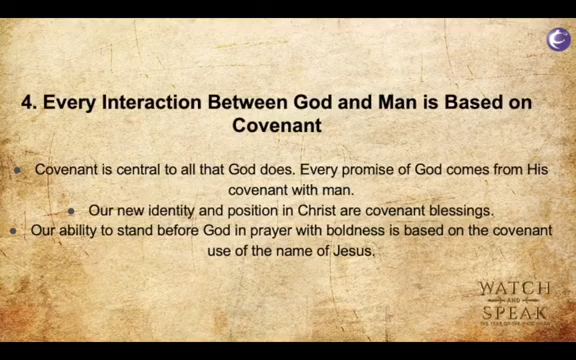 4. Every Interaction Between God and Man is Based on
Covenant
● Covenant is central to all that God does. Every promise of God comes from His
covenant with man.
● Our new identity and position in Christ are covenant blessings.
● Our ability to stand before God in prayer with boldness is based on the covenant
use of the name of Jesus.
WATCH
AND
SPEAK